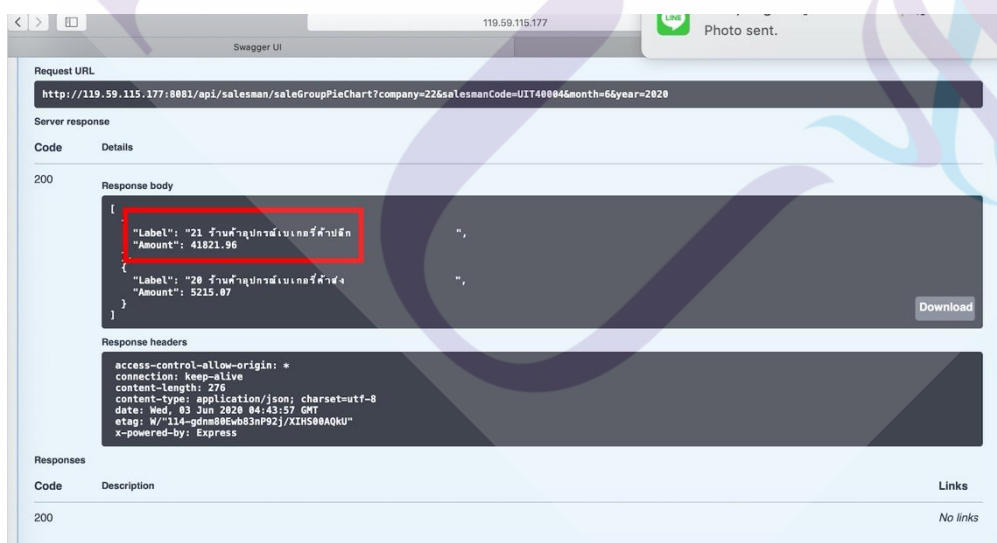 119.59.115.177
LINE
Photo sent.
Swagger UI
Request URL
http://119.59.115.177:8081/api/salesman/saleGroupPieChart?company=22&salesmanCode=UIT40004&month=6&year=2020
Server response
Code Details
200
Response body
[
{
"Label": "21 ร้านค้าอุปกรณ์เบเกอรี่ค้าปลีก ",
"Amount": 41821.96
},
{
"Label": "20 ร้านค้าอุปกรณ์เบเกอรี่ค้าส่ง ",
"Amount": 5215.07
}
]
Download
Response headers
access-control-allow-origin: *
connection: keep-alive
content-length: 276
content-type: application/json; charset=utf-8
date: Wed, 03 Jun 2020 04:43:57 GMT
etag: W/"114-gdnm80Ewb83nP92j/XIHS00AQkU"
x-powered-by: Express
Responses
Code Description Links
200 No links